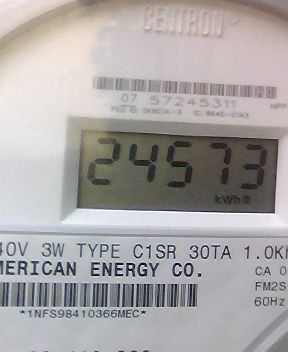 CENTRON
07 57245311
24573
kWh
40V 3W TYPE C1SR 30TA 1.0Kh
MERICAN ENERGY CO.
CA 0
FM2S
60Hz
*1NFS98410366MEC*